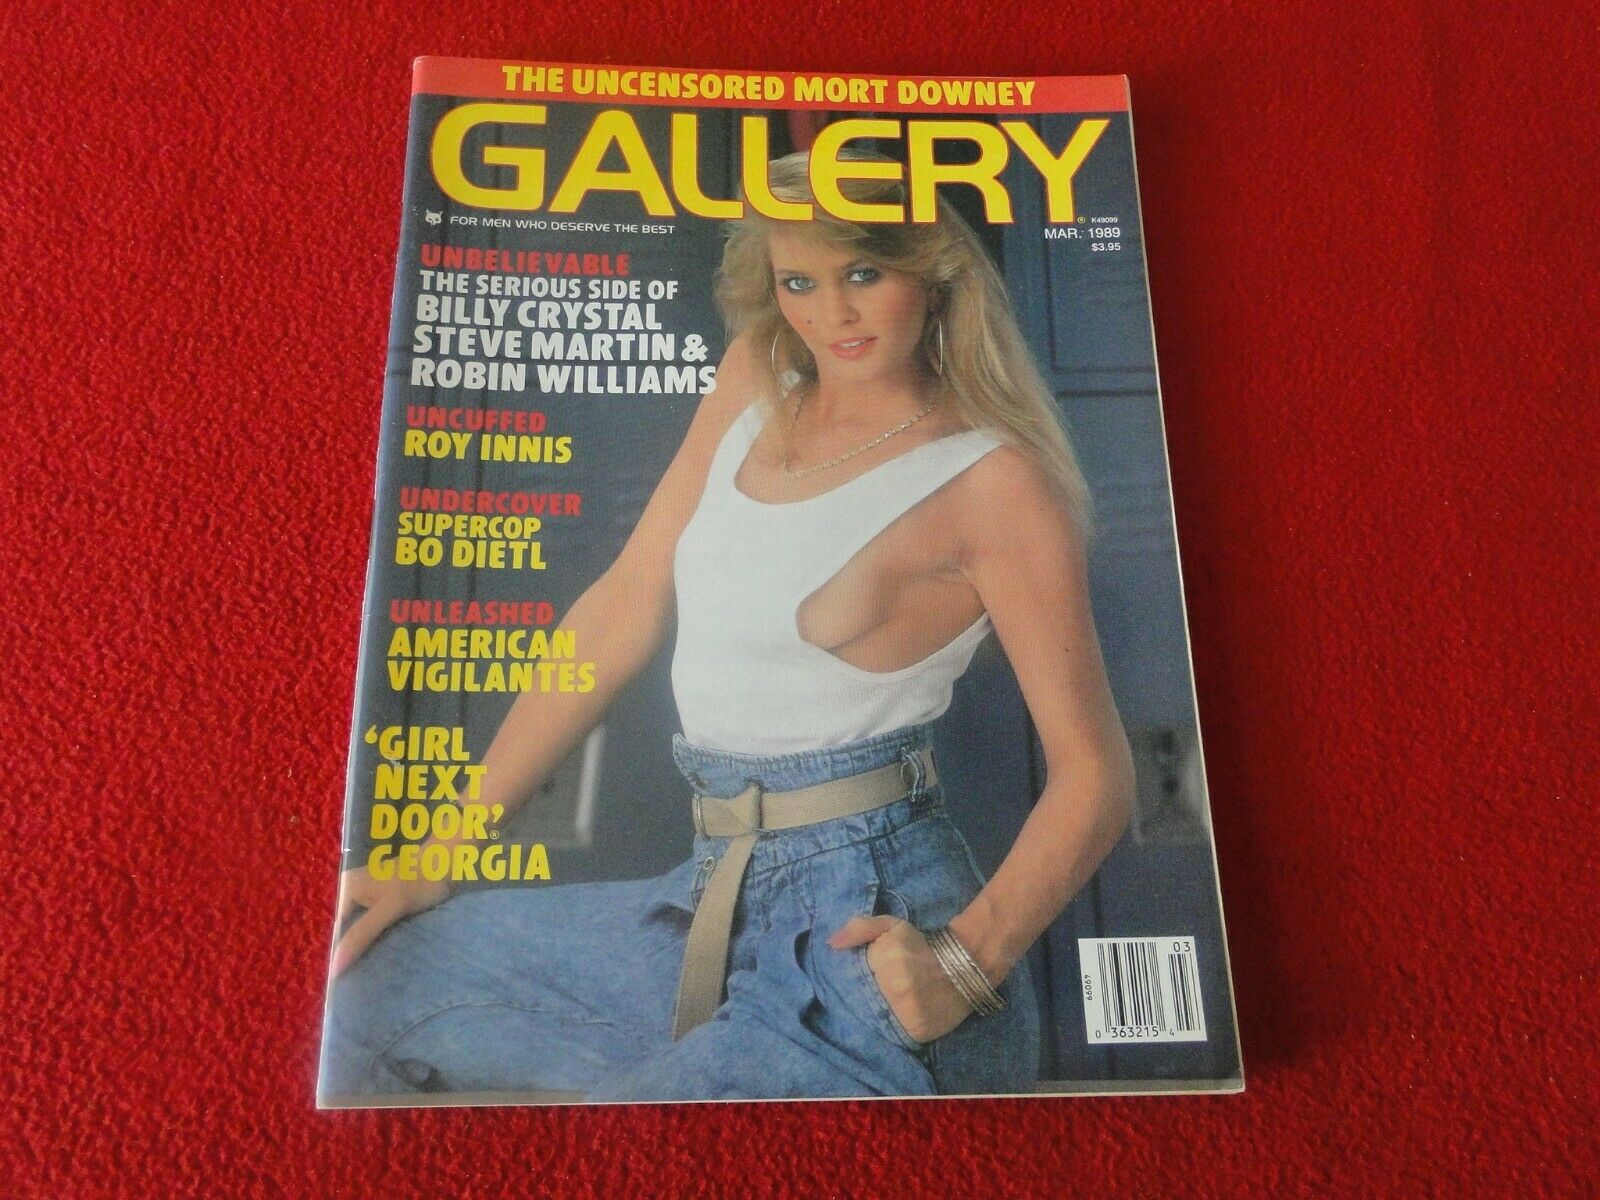 THE UNCENSORED MORT DOWNEY
GALLERY
® K49099
FOR MEN WHO DESERVE THE BEST
MAR. 1989
$3.95
UNBELIEVABLE
THE SERIOUS SIDE OF
BILLY CRYSTAL
STEVE MARTIN &
ROBIN WILLIAMS
UNCUFFED
ROY INNIS
UNDERCOVER
SUPERCOP
BO DIETL
UNLEASHED
AMERICAN
VIGILANTES
‘GIRL
NEXT
DOOR’®
GEORGIA
03
66069
0 363215 4